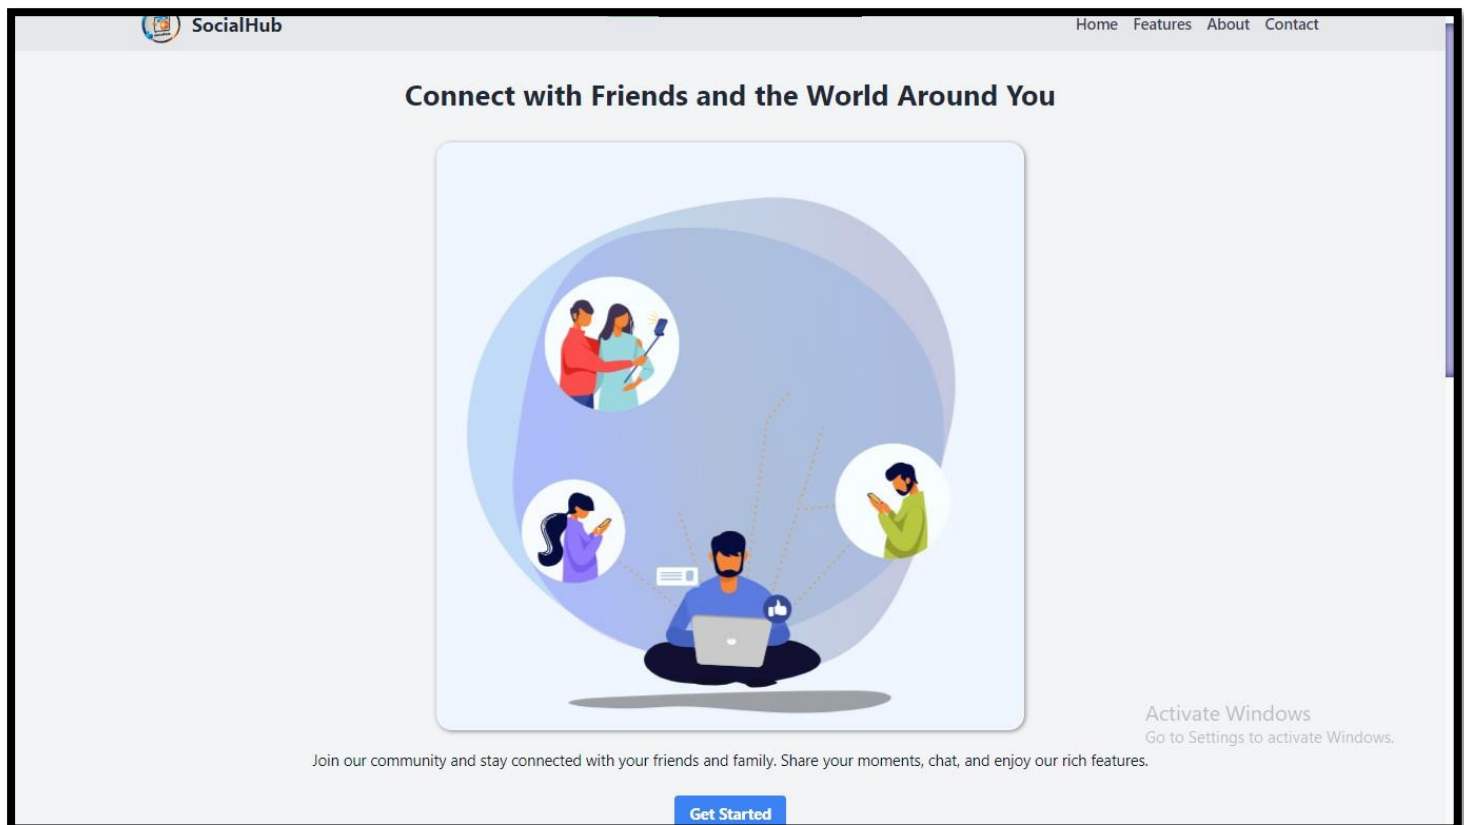 SocialHub
Home Features About Contact
Connect with Friends and the World Around You
Activate Windows
Go to Settings to activate Windows.
Join our community and stay connected with your friends and family. Share your moments, chat, and enjoy our rich features.
Get Started